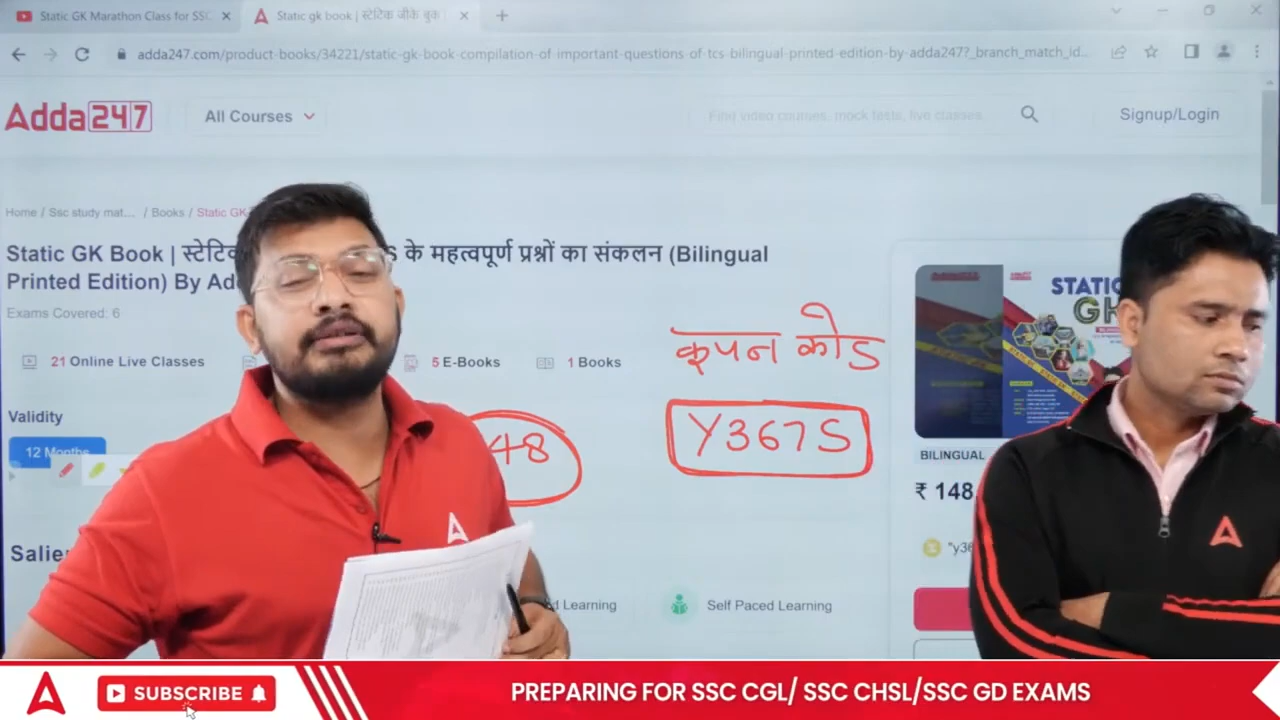 Static GK Marathon Class for SSC
Static gk book | स्टेटिक जीके बुक
adda247.com/product-books/34221/static-gk-book-compilation-of-important-questions-of-tcs-bilingual-printed-edition-by-adda247?_branch_match_id...
Adda247
All Courses
Find video courses, mock tests, live classes
Signup/Login
Home / Ssc study mat... / Books / Static GK
Static GK Book | के महत्वपूर्ण प्रश्नों का संकलन (Bilingual
Printed Edition) By
Exams Covered: 6
21 Online Live Classes
5 E-Books
1 Books
कूपन कोड
Y367S
48
Validity
12 Months
STATIC
GK
BILINGUAL
₹ 148
Learning
Self Paced Learning
SUBSCRIBE
PREPARING FOR SSC CGL/ SSC CHSL/SSC GD EXAMS